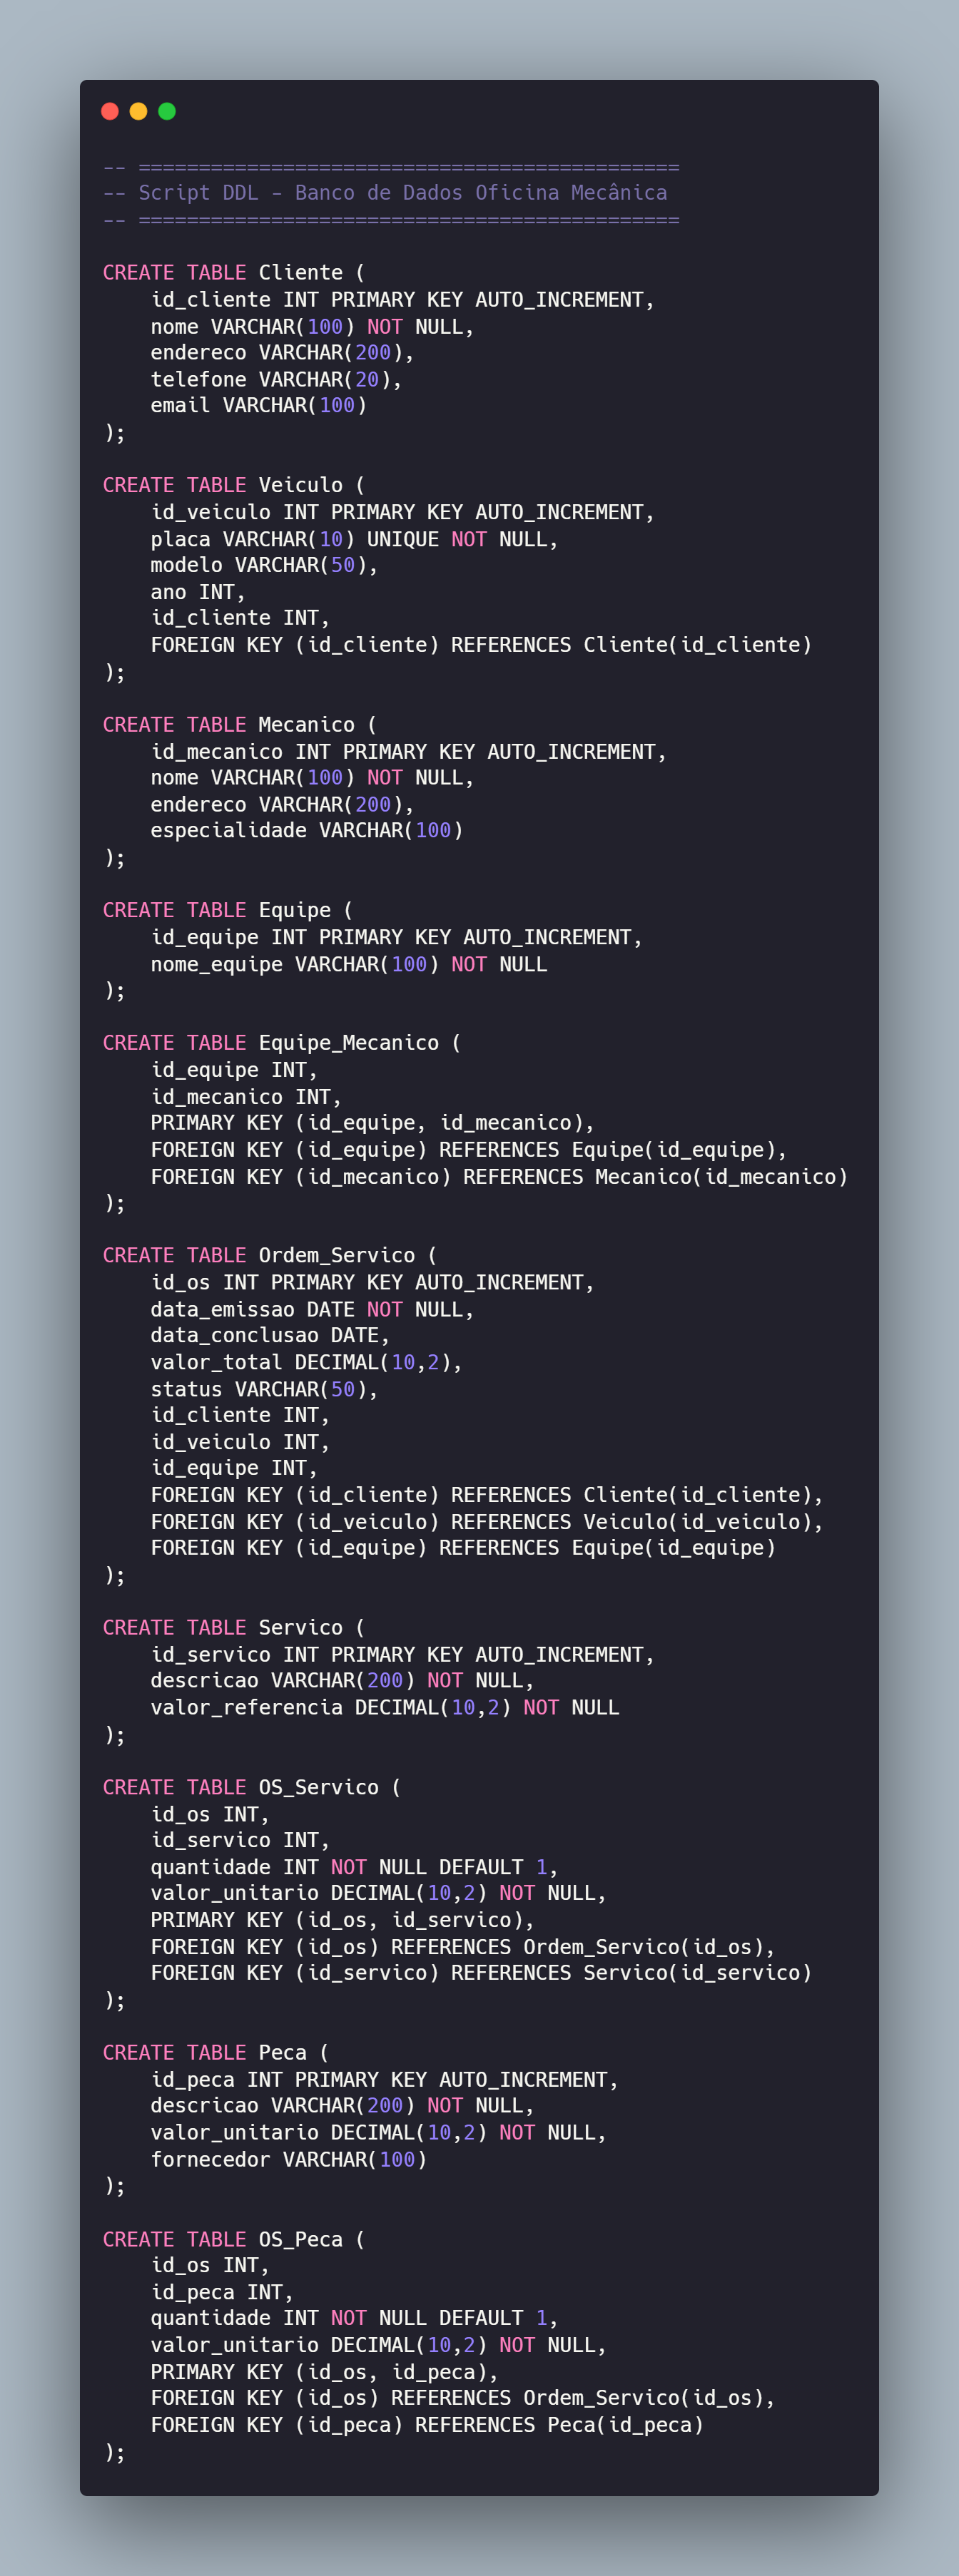 -- =============================================
-- Script DDL - Banco de Dados Oficina Mecânica
-- =============================================
CREATE TABLE Cliente (
    id_cliente INT PRIMARY KEY AUTO_INCREMENT,
    nome VARCHAR(100) NOT NULL,
    endereco VARCHAR(200),
    telefone VARCHAR(20),
    email VARCHAR(100)
);
CREATE TABLE Veiculo (
    id_veiculo INT PRIMARY KEY AUTO_INCREMENT,
    placa VARCHAR(10) UNIQUE NOT NULL,
    modelo VARCHAR(50),
    ano INT,
    id_cliente INT,
    FOREIGN KEY (id_cliente) REFERENCES Cliente(id_cliente)
);
CREATE TABLE Mecanico (
    id_mecanico INT PRIMARY KEY AUTO_INCREMENT,
    nome VARCHAR(100) NOT NULL,
    endereco VARCHAR(200),
    especialidade VARCHAR(100)
);
CREATE TABLE Equipe (
    id_equipe INT PRIMARY KEY AUTO_INCREMENT,
    nome_equipe VARCHAR(100) NOT NULL
);
CREATE TABLE Equipe_Mecanico (
    id_equipe INT,
    id_mecanico INT,
    PRIMARY KEY (id_equipe, id_mecanico),
    FOREIGN KEY (id_equipe) REFERENCES Equipe(id_equipe),
    FOREIGN KEY (id_mecanico) REFERENCES Mecanico(id_mecanico)
);
CREATE TABLE Ordem_Servico (
    id_os INT PRIMARY KEY AUTO_INCREMENT,
    data_emissao DATE NOT NULL,
    data_conclusao DATE,
    valor_total DECIMAL(10,2),
    status VARCHAR(50),
    id_cliente INT,
    id_veiculo INT,
    id_equipe INT,
    FOREIGN KEY (id_cliente) REFERENCES Cliente(id_cliente),
    FOREIGN KEY (id_veiculo) REFERENCES Veiculo(id_veiculo),
    FOREIGN KEY (id_equipe) REFERENCES Equipe(id_equipe)
);
CREATE TABLE Servico (
    id_servico INT PRIMARY KEY AUTO_INCREMENT,
    descricao VARCHAR(200) NOT NULL,
    valor_referencia DECIMAL(10,2) NOT NULL
);
CREATE TABLE OS_Servico (
    id_os INT,
    id_servico INT,
    quantidade INT NOT NULL DEFAULT 1,
    valor_unitario DECIMAL(10,2) NOT NULL,
    PRIMARY KEY (id_os, id_servico),
    FOREIGN KEY (id_os) REFERENCES Ordem_Servico(id_os),
    FOREIGN KEY (id_servico) REFERENCES Servico(id_servico)
);
CREATE TABLE Peca (
    id_peca INT PRIMARY KEY AUTO_INCREMENT,
    descricao VARCHAR(200) NOT NULL,
    valor_unitario DECIMAL(10,2) NOT NULL,
    fornecedor VARCHAR(100)
);
CREATE TABLE OS_Peca (
    id_os INT,
    id_peca INT,
    quantidade INT NOT NULL DEFAULT 1,
    valor_unitario DECIMAL(10,2) NOT NULL,
    PRIMARY KEY (id_os, id_peca),
    FOREIGN KEY (id_os) REFERENCES Ordem_Servico(id_os),
    FOREIGN KEY (id_peca) REFERENCES Peca(id_peca)
);